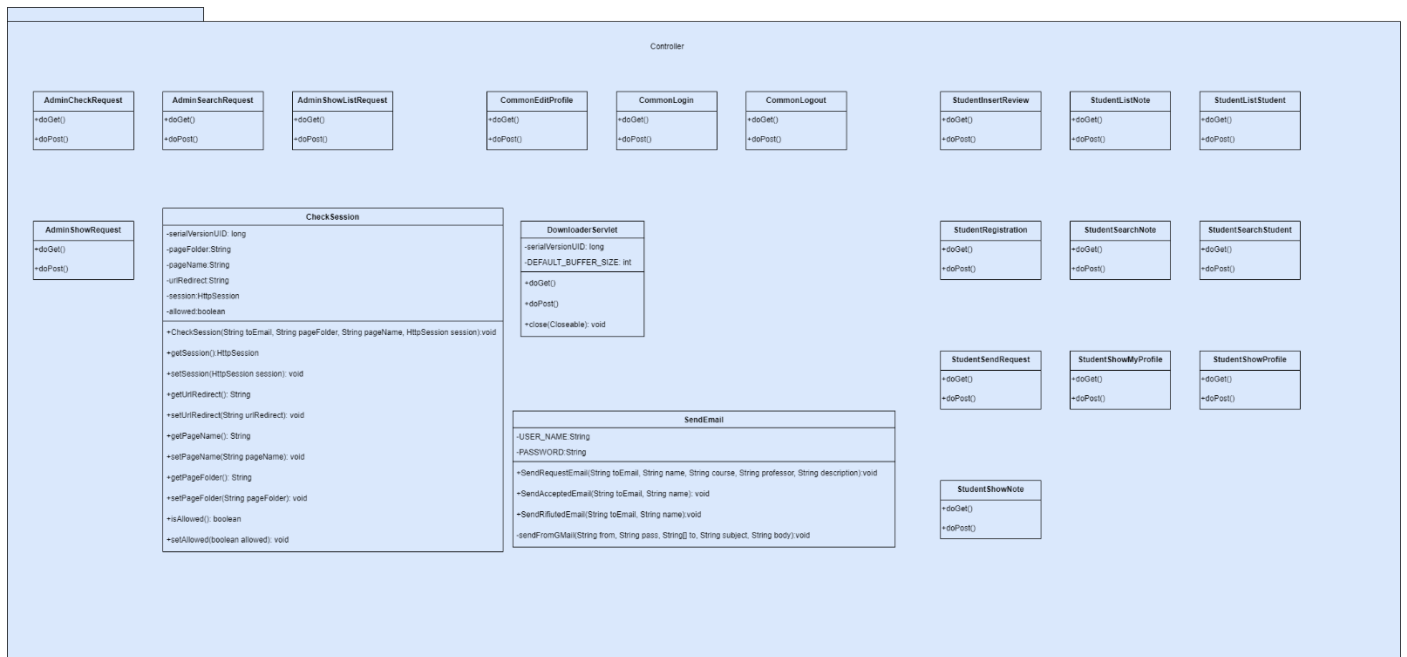 Controller
AdminCheckRequest
+doGet()
+doPost()
AdminSearchRequest
+doGet()
+doPost()
AdminShowListRequest
+doGet()
+doPost()
CommonEditProfile
+doGet()
+doPost()
CommonLogin
+doGet()
+doPost()
CommonLogout
+doGet()
+doPost()
StudentInsertReview
+doGet()
+doPost()
StudentListNote
+doGet()
+doPost()
StudentListStudent
+doGet()
+doPost()
AdminShowRequest
+doGet()
+doPost()
CheckSession
-serialVersionUID: long
-pageFolder:String
-pageName:String
-urlRedirect:String
-session:HttpSession
-allowed:boolean
+CheckSession(String toEmail, String pageFolder, String pageName, HttpSession session):void
+getSession():HttpSession
+setSession(HttpSession session): void
+getUrlRedirect(): String
+setUrlRedirect(String urlRedirect): void
+getPageName(): String
+setPageName(String pageName): void
+getPageFolder(): String
+setPageFolder(String pageFolder): void
+isAllowed(): boolean
+setAllowed(boolean allowed): void
DownloaderServlet
-serialVersionUID: long
-DEFAULT_BUFFER_SIZE: int
+doGet()
+doPost()
+close(Closeable): void
SendEmail
-USER_NAME:String
-PASSWORD:String
+SendRequestEmail(String toEmail, String name, String course, String professor, String description):void
+SendAcceptedEmail(String toEmail, String name): void
+SendRifiutedEmail(String toEmail, String name):void
-sendFromGMail(String from, String pass, String[] to, String subject, String body):void
StudentRegistration
+doGet()
+doPost()
StudentSearchNote
+doGet()
+doPost()
StudentSearchStudent
+doGet()
+doPost()
StudentSendRequest
+doGet()
+doPost()
StudentShowMyProfile
+doGet()
+doPost()
StudentShowProfile
+doGet()
+doPost()
StudentShowNote
+doGet()
+doPost()